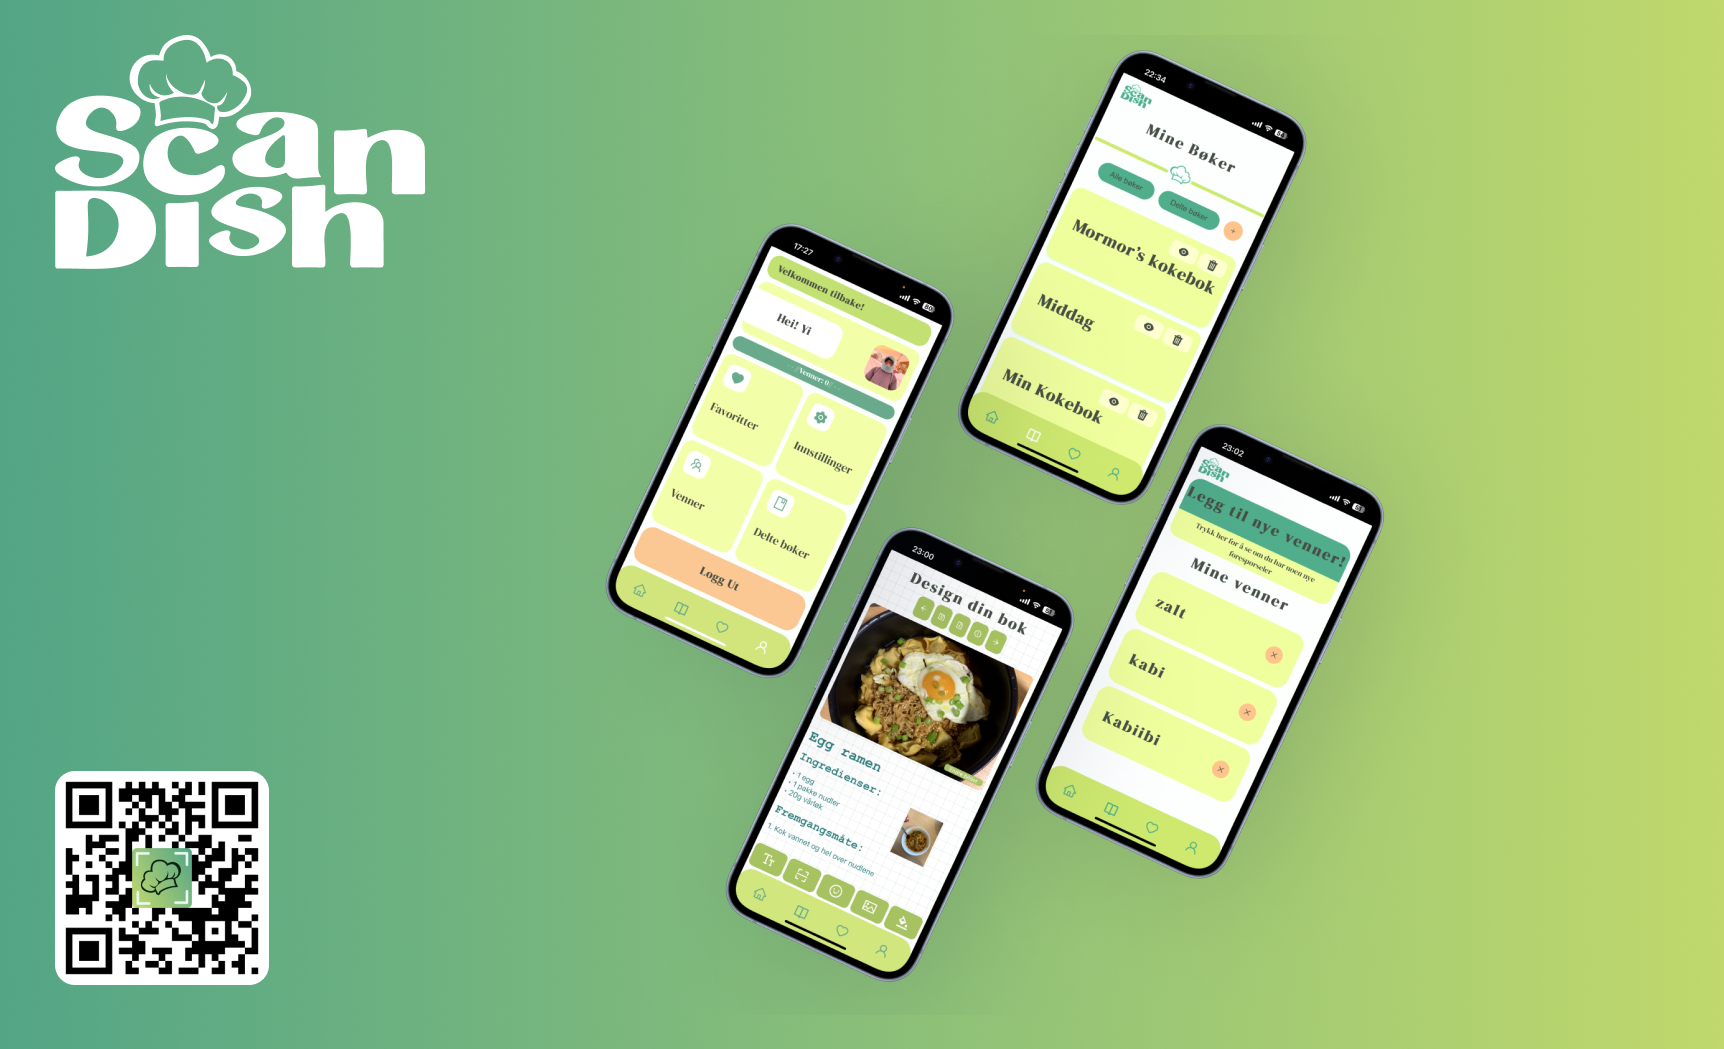 Scan
Dish
17:27
80
Velkommen tilbake!
Hei! Yi
Venner: 0
Favoritter
Innstillinger
Venner
Delte bøker
Logg Ut
22:34
Scan
Dish
Mine Bøker
Alle bøker
Delte bøker
+
Mormor's kokebok
Middag
Min Kokebok
23:00
Design din bok
Egg ramen
Ingredienser:
• 1 egg
• 1 pakke nudler
• 20g vårløk
Fremgangsmåte:
1. Kok vannet og hel over nudlene
Tт
23:02
Scan
Dish
Legg til nye venner!
Trykk her for å se om du har noen nye
forespørseler
Mine venner
zalt
kabi
Kabiibi